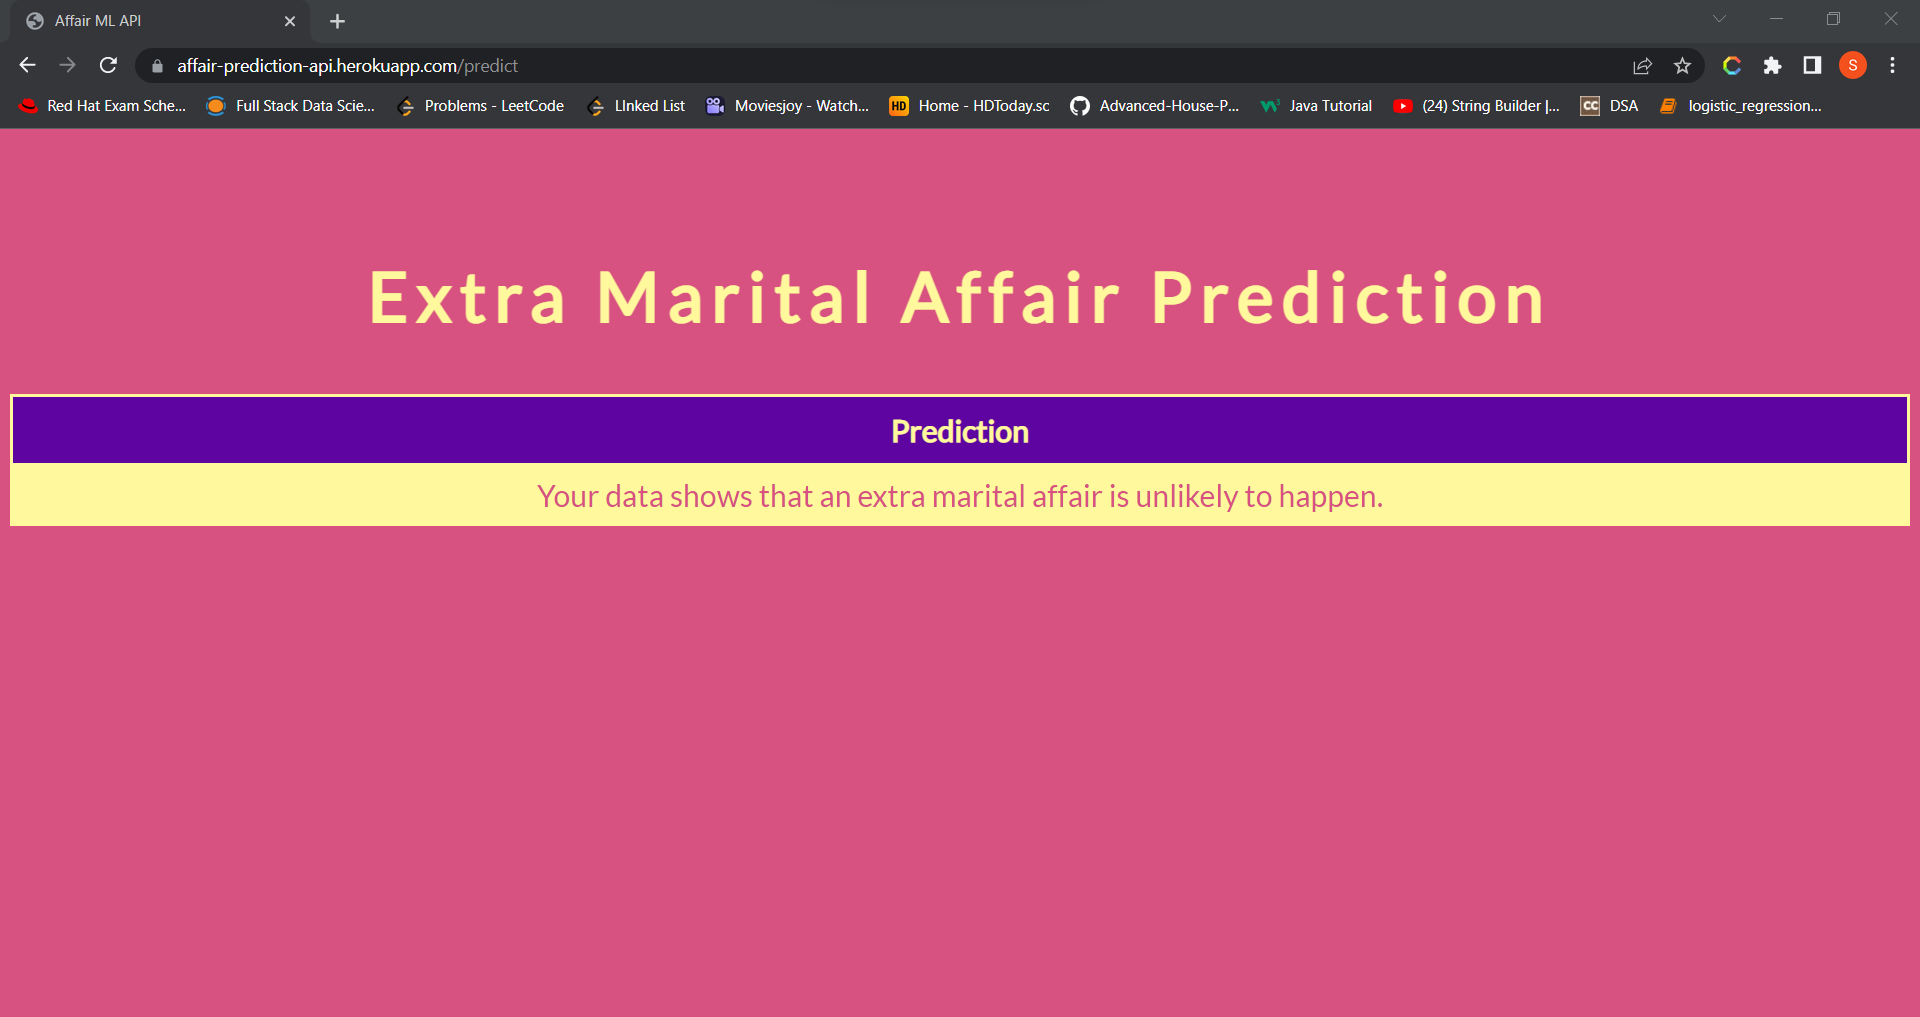 Affair ML API
affair-prediction-api.herokuapp.com/predict
S
Red Hat Exam Sche... Full Stack Data Scie... Problems - LeetCode LInked List Moviesjoy - Watch... HD Home - HDToday.sc Advanced-House-P... Java Tutorial (24) String Builder |... CC DSA logistic_regression...
Extra Marital Affair Prediction
Prediction
Your data shows that an extra marital affair is unlikely to happen.